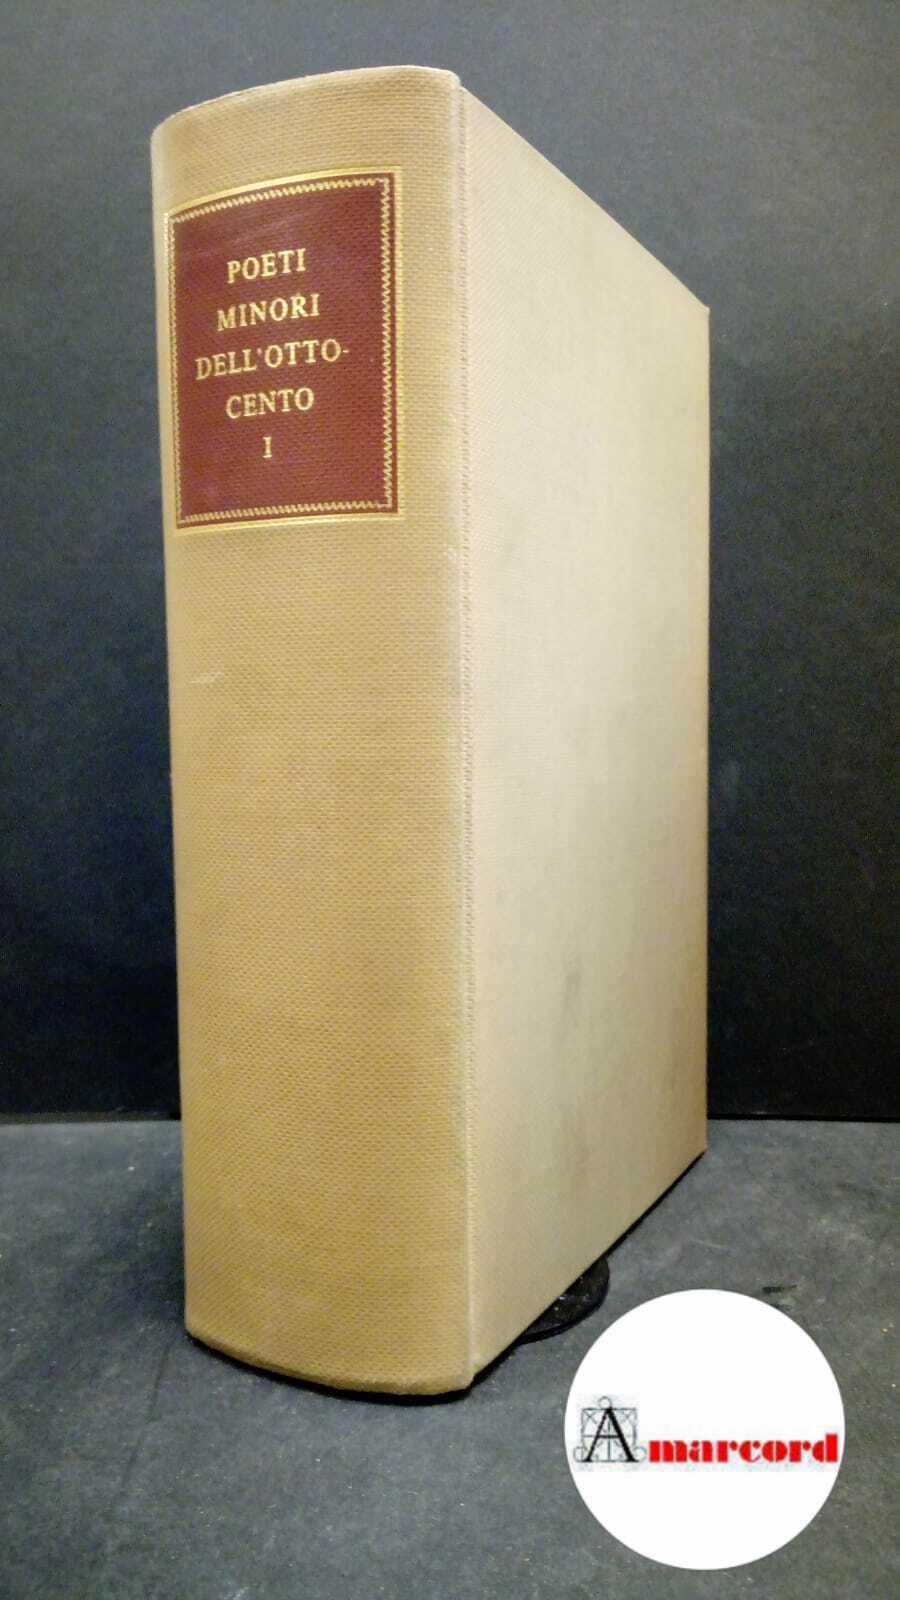 POETI
MINORI
DELL'OTTO-
CENTO
I
Amarcord